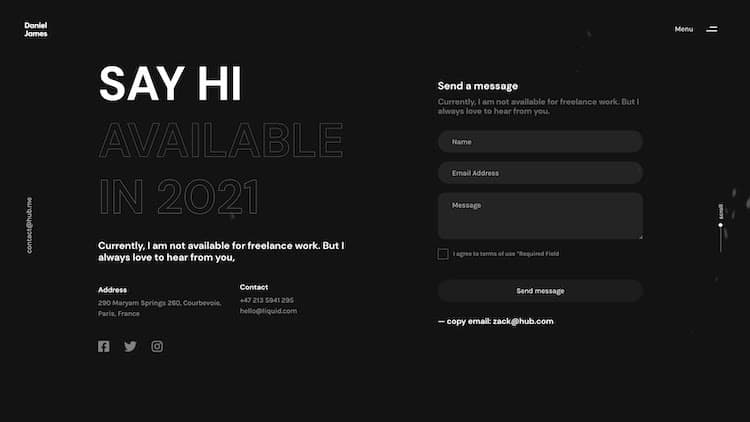 Daniel
James
Menu
SAY HI
AVAILABLE
IN 2021
Currently, I am not available for freelance work. But I
always love to hear from you,
Address
290 Maryam Springs 260, Courbevoie,
Paris, France
Contact
+47 213 5941 295
hello@liquid.com
contact@hub.me
Send a message
Currently, I am not available for freelance work. But I
always love to hear from you.
Name
Email Address
Message
I agree to terms of use *Required Field
Send message
— copy email: zack@hub.com
scroll